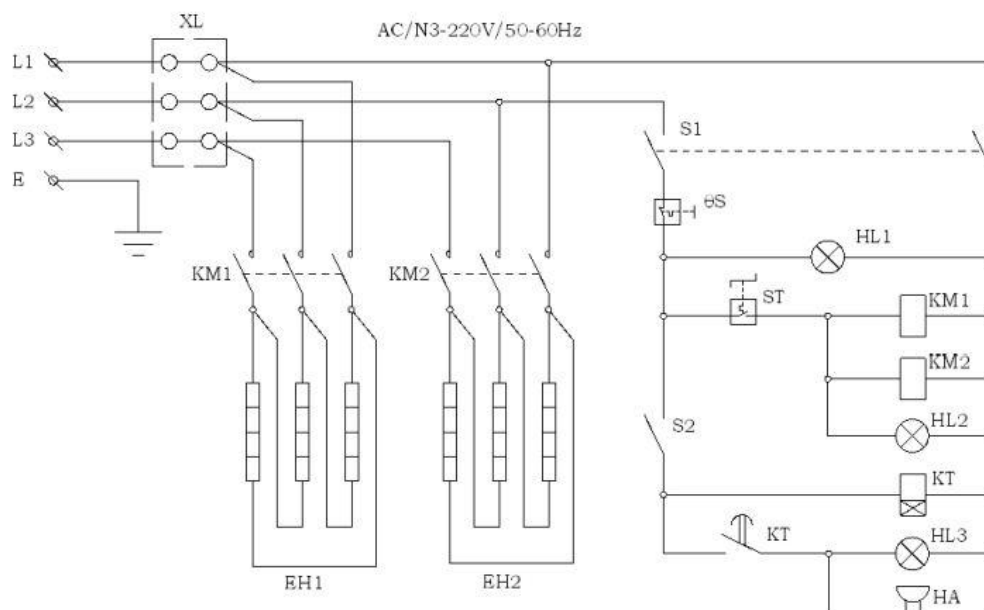 XL
AC/N3-220V/50-60Hz
L1
L2
L3
E
S1
θS
HL1
KM1
KM2
ST
KM1
KM2
S2
HL2
KT
KT
HL3
EH1
EH2
HA